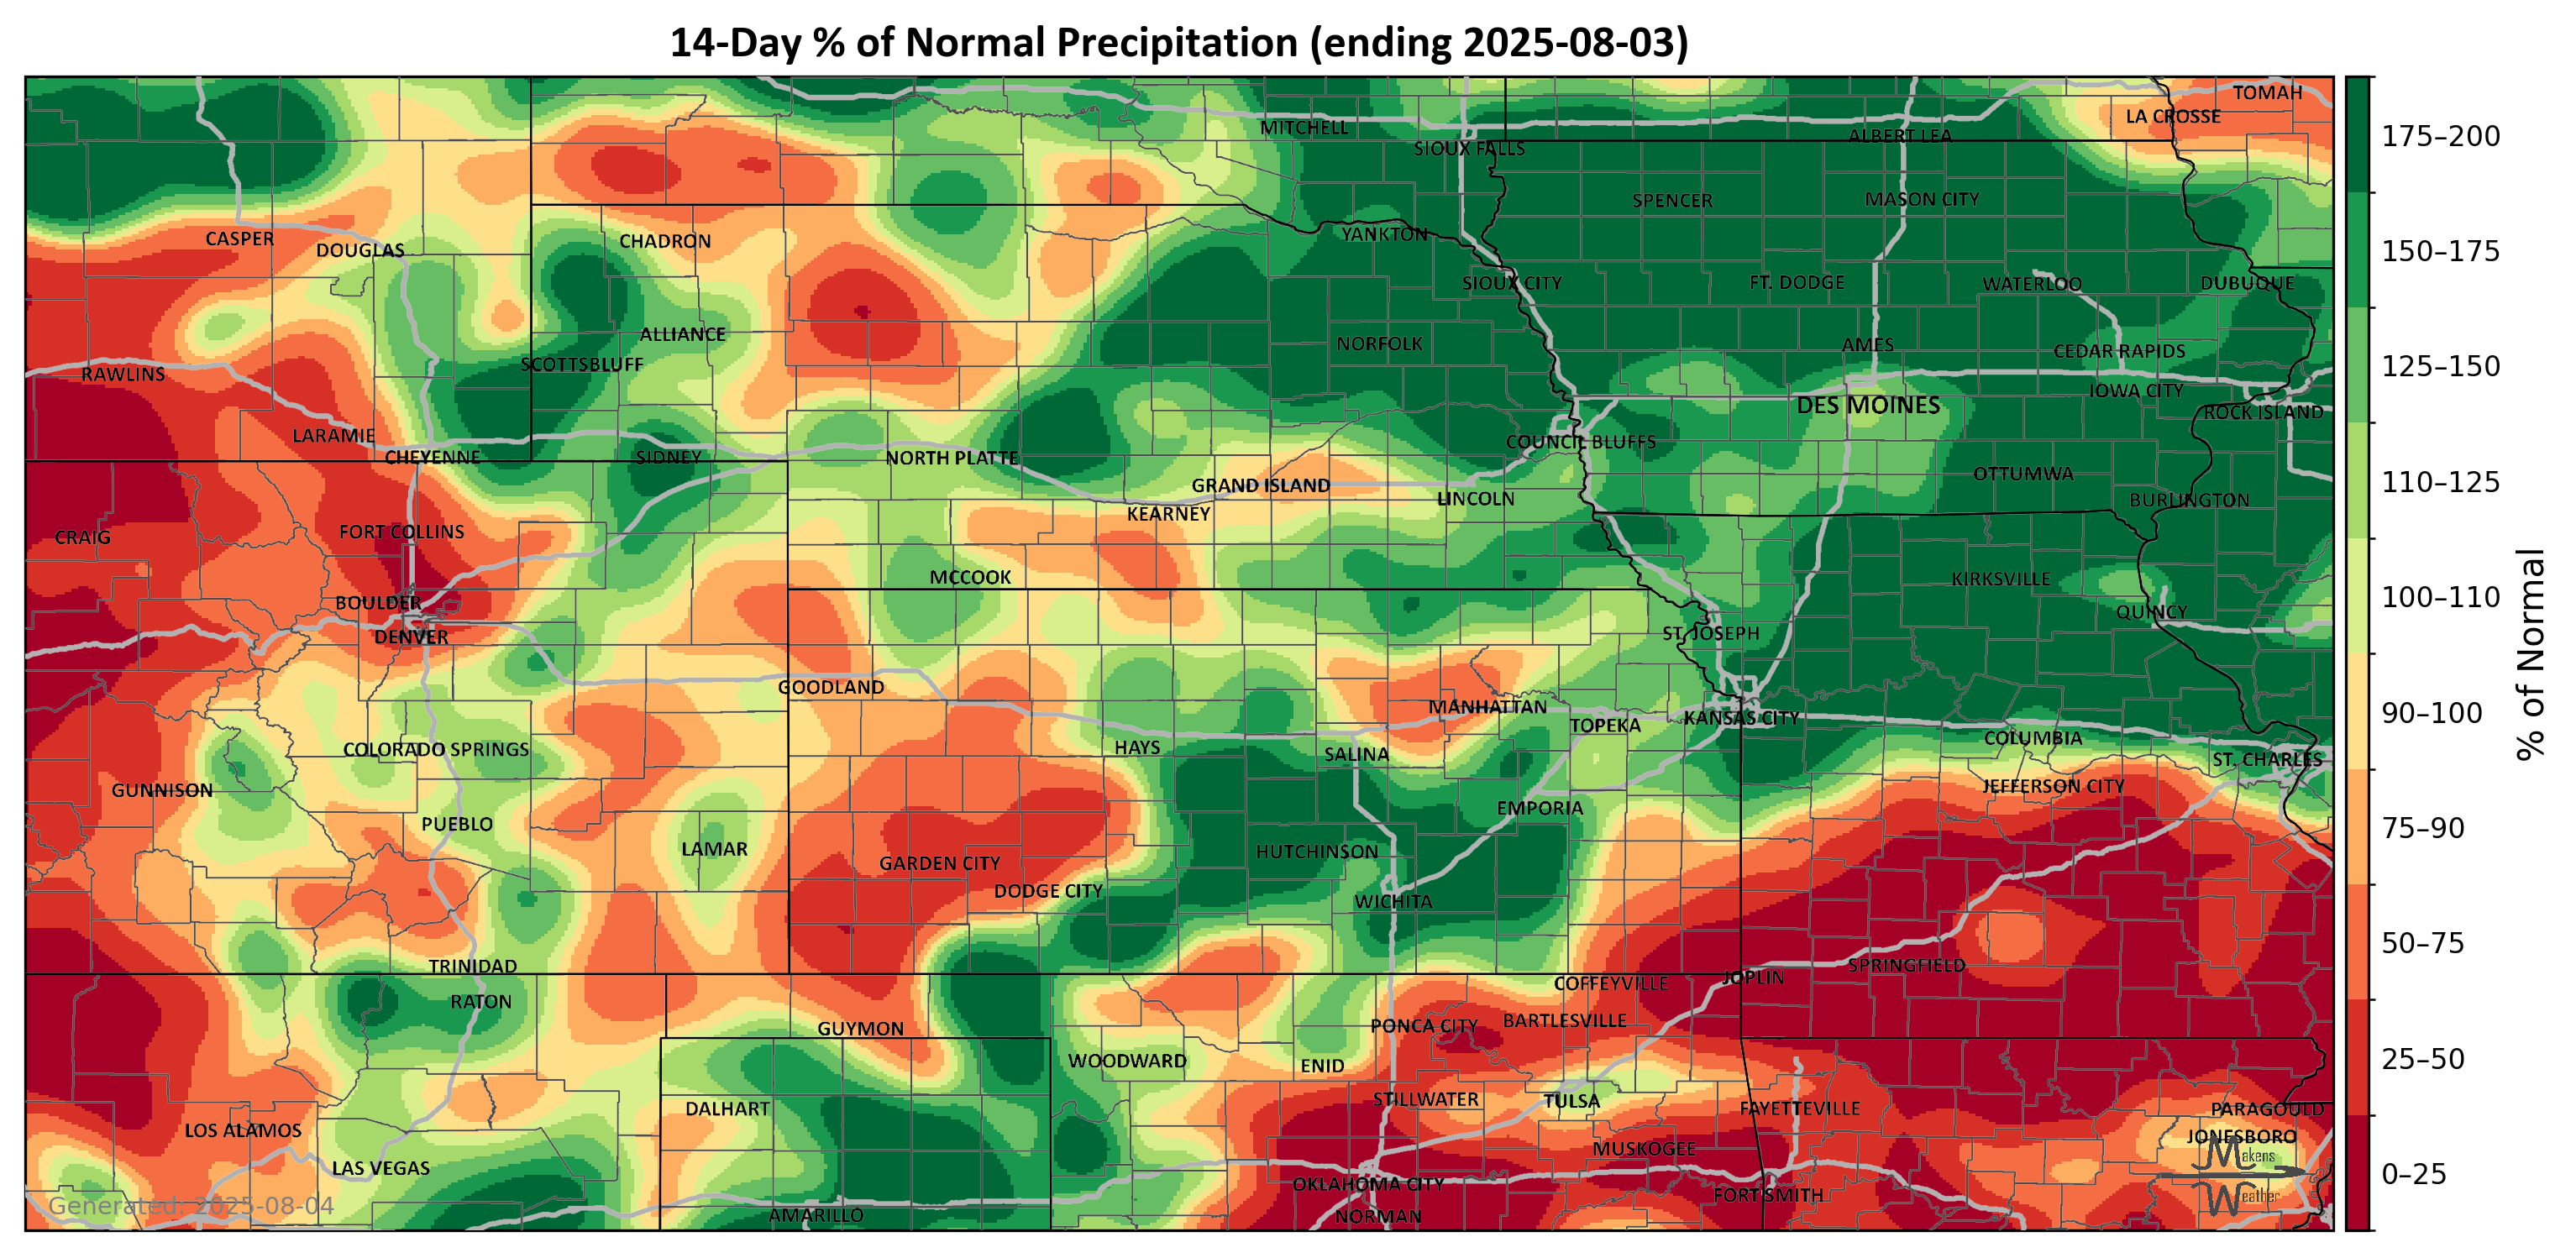 14-Day % of Normal Precipitation (ending 2025-08-03)
TOMAH
LA CROSSE
MITCHELL
ALBERT LEA
SIOUX FALLS
SPENCER
MASON CITY
YANKTON
CASPER
CHADRON
DOUGLAS
SIOUX CITY
FT. DODGE
WATERLOO
DUBUQUE
ALLIANCE
NORFOLK
AMES
CEDAR RAPIDS
SCOTTSBLUFF
RAWLINS
IOWA CITY
DES MOINES
ROCK ISLAND
LARAMIE
COUNCIL BLUFFS
CHEYENNE
SIDNEY
NORTH PLATTE
OTTUMWA
GRAND ISLAND
LINCOLN
BURLINGTON
KEARNEY
FORT COLLINS
CRAIG
MCCOOK
KIRKSVILLE
BOULDER
QUINCY
DENVER
ST. JOSEPH
GOODLAND
MANHATTAN
KANSAS CITY
TOPEKA
COLUMBIA
COLORADO SPRINGS
HAYS
SALINA
ST. CHARLES
GUNNISON
JEFFERSON CITY
EMPORIA
PUEBLO
LAMAR
HUTCHINSON
GARDEN CITY
DODGE CITY
WICHITA
TRINIDAD
SPRINGFIELD
JOPLIN
COFFEYVILLE
RATON
BARTLESVILLE
PONCA CITY
GUYMON
WOODWARD
ENID
STILLWATER
TULSA
DALHART
FAYETTEVILLE
PARAGOULD
LOS ALAMOS
JONESBORO
MUSKOGEE
LAS VEGAS
OKLAHOMA CITY
FORT SMITH
AMARILLO
NORMAN
Makens
Weather
Generated: 2025-08-04
175–200
150–175
125–150
110–125
100–110
90–100
75–90
50–75
25–50
0–25
% of Normal